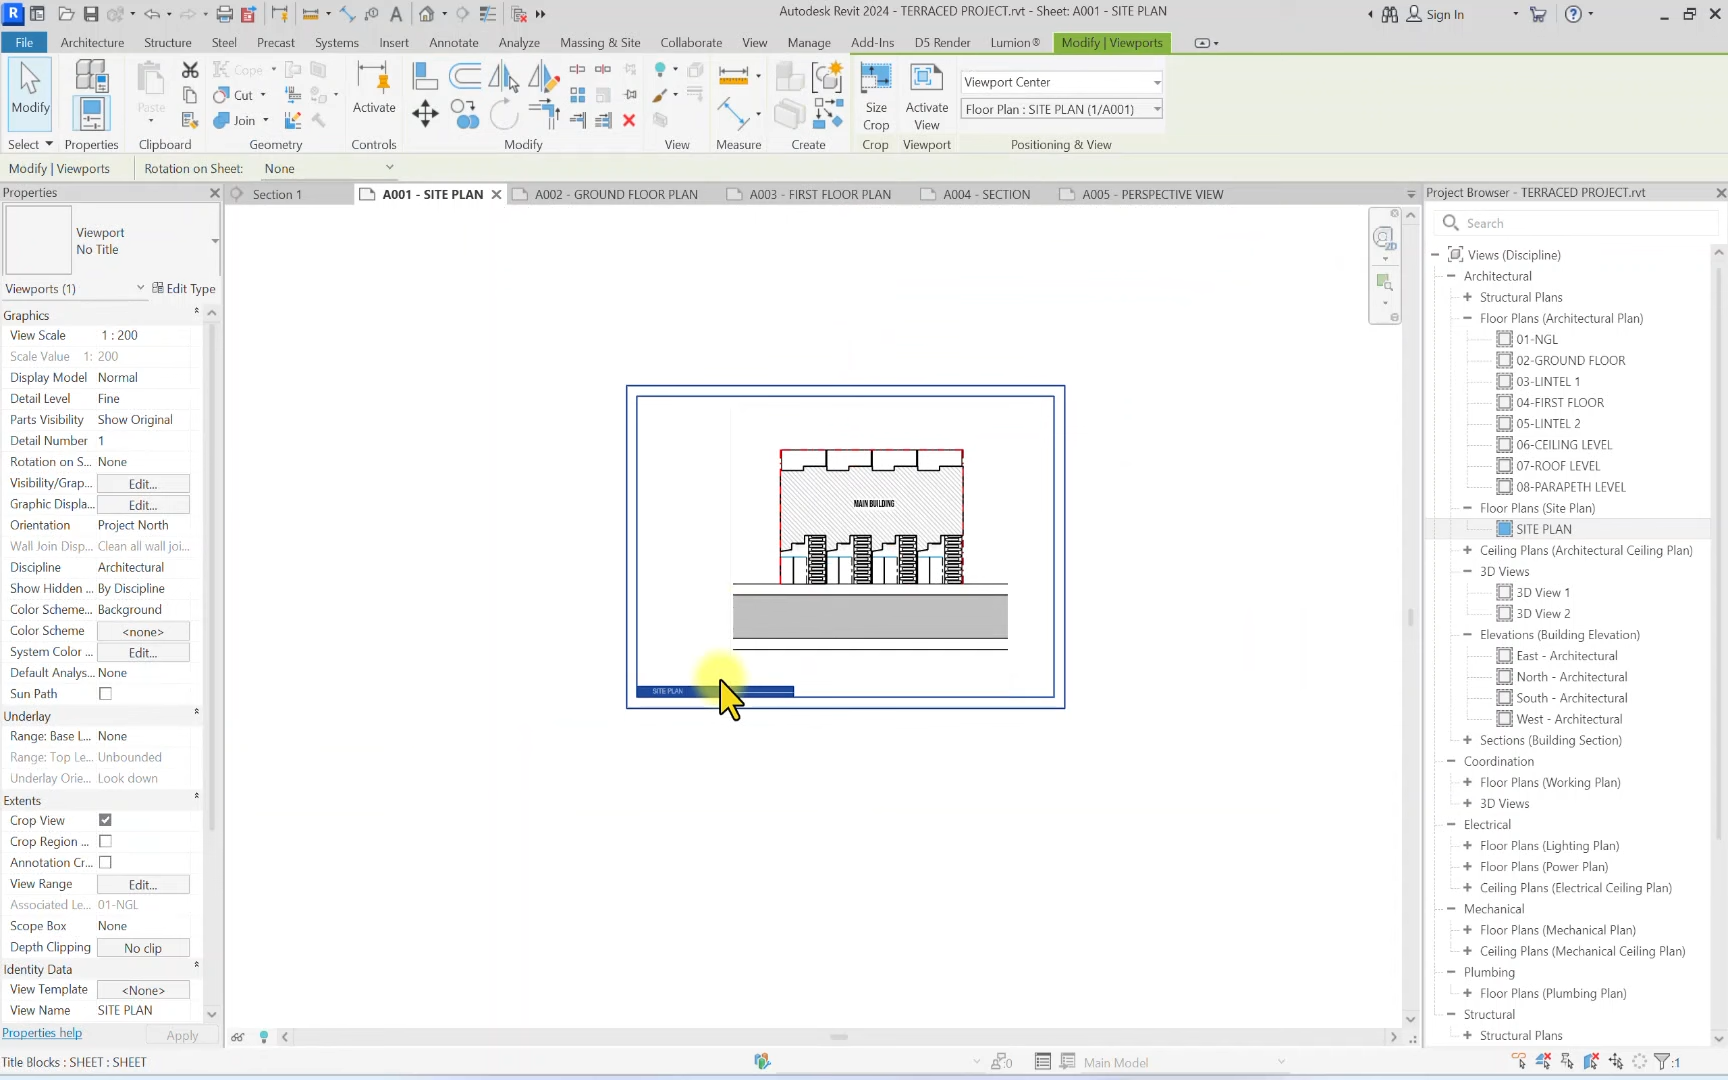 Autodesk Revit 2024 - TERRACED PROJECT.rvt - Sheet: A001 - SITE PLAN
Sign In
File Architecture Structure Steel Precast Systems Insert Annotate Analyze Massing & Site Collaborate View Manage Add-Ins D5 Render Lumion® Modify | Viewports
Modify
Paste
Cope
Cut
Join
Activate
Size Crop
Activate View
Viewport Center
Floor Plan : SITE PLAN (1/A001)
Select Properties Clipboard Geometry Controls Modify View Measure Create Crop Viewport Positioning & View
Modify | Viewports Rotation on Sheet: None
Properties
Section 1 A001 - SITE PLAN A002 - GROUND FLOOR PLAN A003 - FIRST FLOOR PLAN A004 - SECTION A005 - PERSPECTIVE VIEW
Project Browser - TERRACED PROJECT.rvt
Viewport
No Title
Viewports (1) Edit Type
Graphics
View Scale 1 : 200
Scale Value 1: 200
Display Model Normal
Detail Level Fine
Parts Visibility Show Original
Detail Number 1
Rotation on S... None
Visibility/Grap... Edit...
Graphic Displa... Edit...
Orientation Project North
Wall Join Disp... Clean all wall joi...
Discipline Architectural
Show Hidden ... By Discipline
Color Scheme... Background
Color Scheme <none>
System Color ... Edit...
Default Analys... None
Sun Path
Underlay
Range: Base L... None
Range: Top Le... Unbounded
Underlay Orie... Look down
Extents
Crop View
Crop Region ...
Annotation Cr...
View Range Edit...
Associated Le... 01-NGL
Scope Box None
Depth Clipping No clip
Identity Data
View Template <None>
View Name SITE PLAN
Properties help Apply
MAIN BUILDING
SITE PLAN
Search
Views (Discipline)
Architectural
Structural Plans
Floor Plans (Architectural Plan)
01-NGL
02-GROUND FLOOR
03-LINTEL 1
04-FIRST FLOOR
05-LINTEL 2
06-CEILING LEVEL
07-ROOF LEVEL
08-PARAPETH LEVEL
Floor Plans (Site Plan)
SITE PLAN
Ceiling Plans (Architectural Ceiling Plan)
3D Views
3D View 1
3D View 2
Elevations (Building Elevation)
East - Architectural
North - Architectural
South - Architectural
West - Architectural
Sections (Building Section)
Coordination
Floor Plans (Working Plan)
3D Views
Electrical
Floor Plans (Lighting Plan)
Floor Plans (Power Plan)
Ceiling Plans (Electrical Ceiling Plan)
Mechanical
Floor Plans (Mechanical Plan)
Ceiling Plans (Mechanical Ceiling Plan)
Plumbing
Floor Plans (Plumbing Plan)
Structural
Structural Plans
Title Blocks : SHEET : SHEET
:0
Main Model
:1